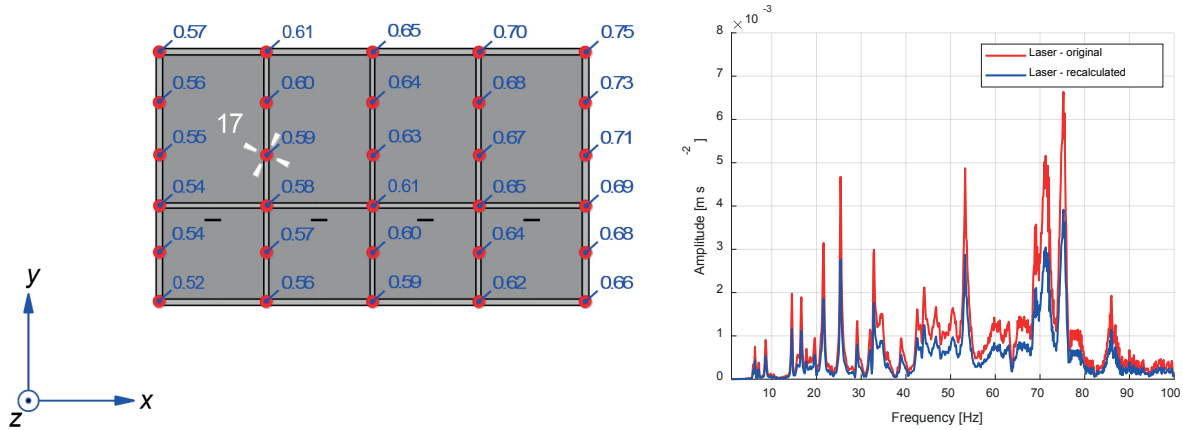 0.57 0.61 0.65 0.70 0.75
0.56 0.60 0.64 0.68 0.73
17
0.55 0.59 0.63 0.67 0.71
0.54 0.58 0.61 0.65 0.69
0.54 0.57 0.60 0.64 0.68
0.52 0.56 0.59 0.62 0.66
y
z
x
× 10⁻³
8
7
6
5
4
3
2
1
0
Amplitude [m s⁻²]
Laser - original
Laser - recalculated
10 20 30 40 50 60 70 80 90 100
Frequency [Hz]